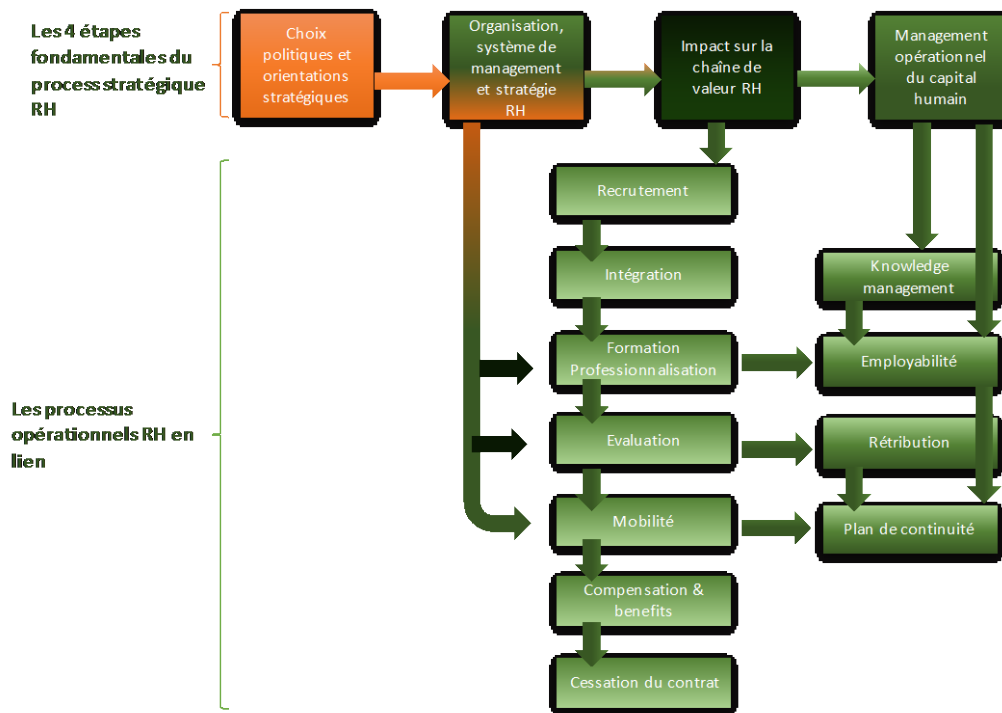 Les 4 étapes
fondamentales du
process stratégique
RH
Choix
politiques et
orientations
stratégiques
Organisation,
système de
management
et stratégie
RH
Impact sur la
chaîne de
valeur RH
Management
opérationnel
du capital
humain
Les processus
opérationnels RH en
lien
Recrutement
Intégration
Knowledge
management
Formation
Professionnalisation
Employabilité
Evaluation
Rétribution
Mobilité
Plan de continuité
Compensation &
benefits
Cessation du contrat